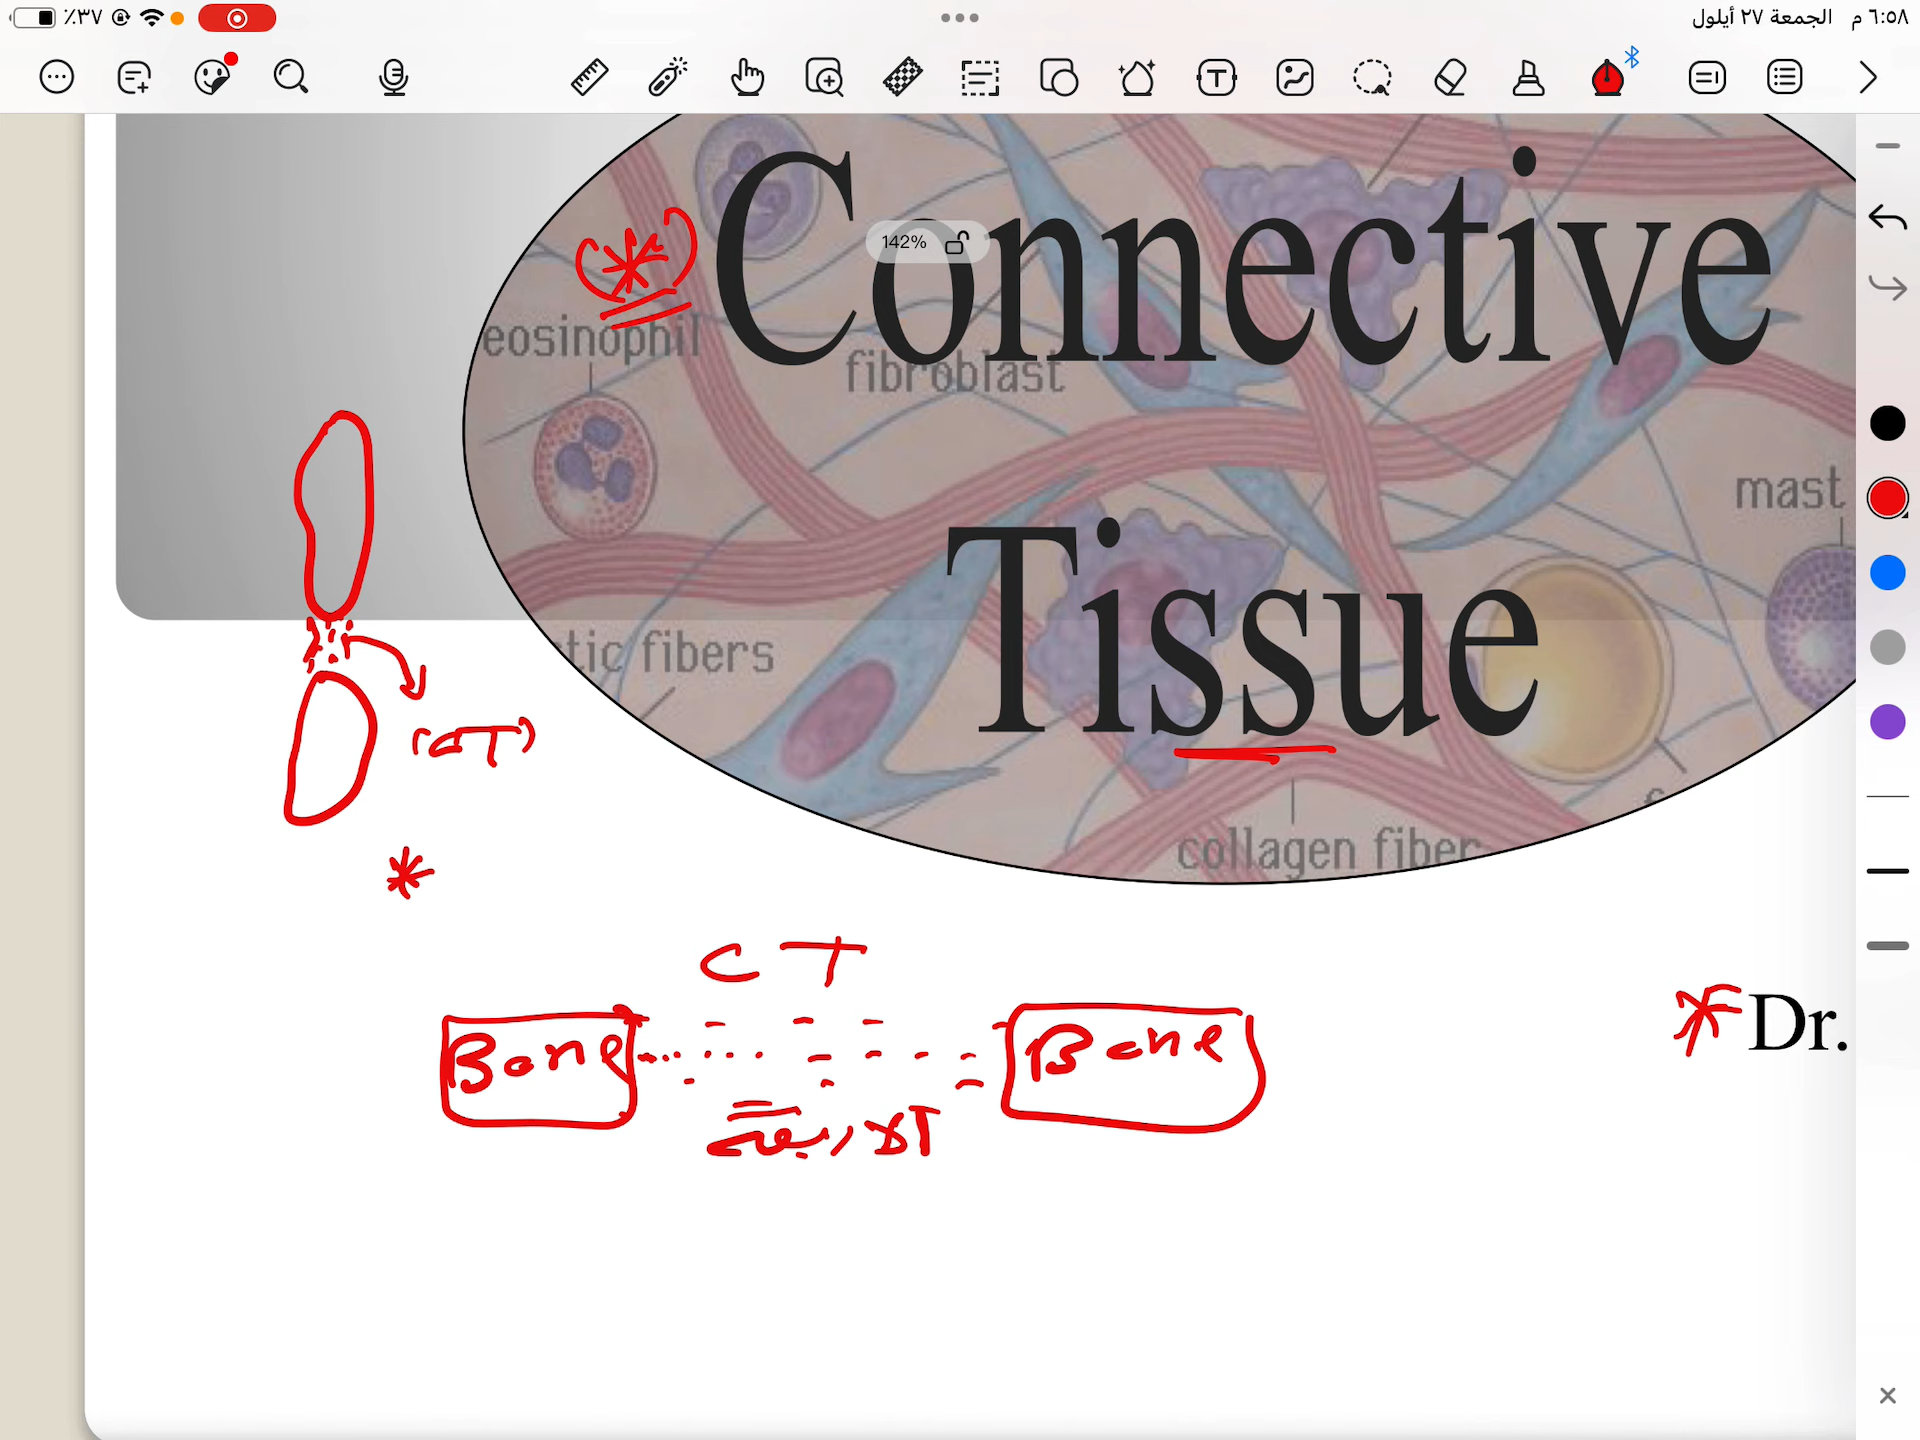 ٪٣٧
٦:٥٨ م الجمعة ٢٧ أيلول
Connective
142%
eosinophil
fibroblast
mast
Tissue
tic fibers
(CT)
collagen fiber
CT
Bone
Bone
الاربطة
Dr.